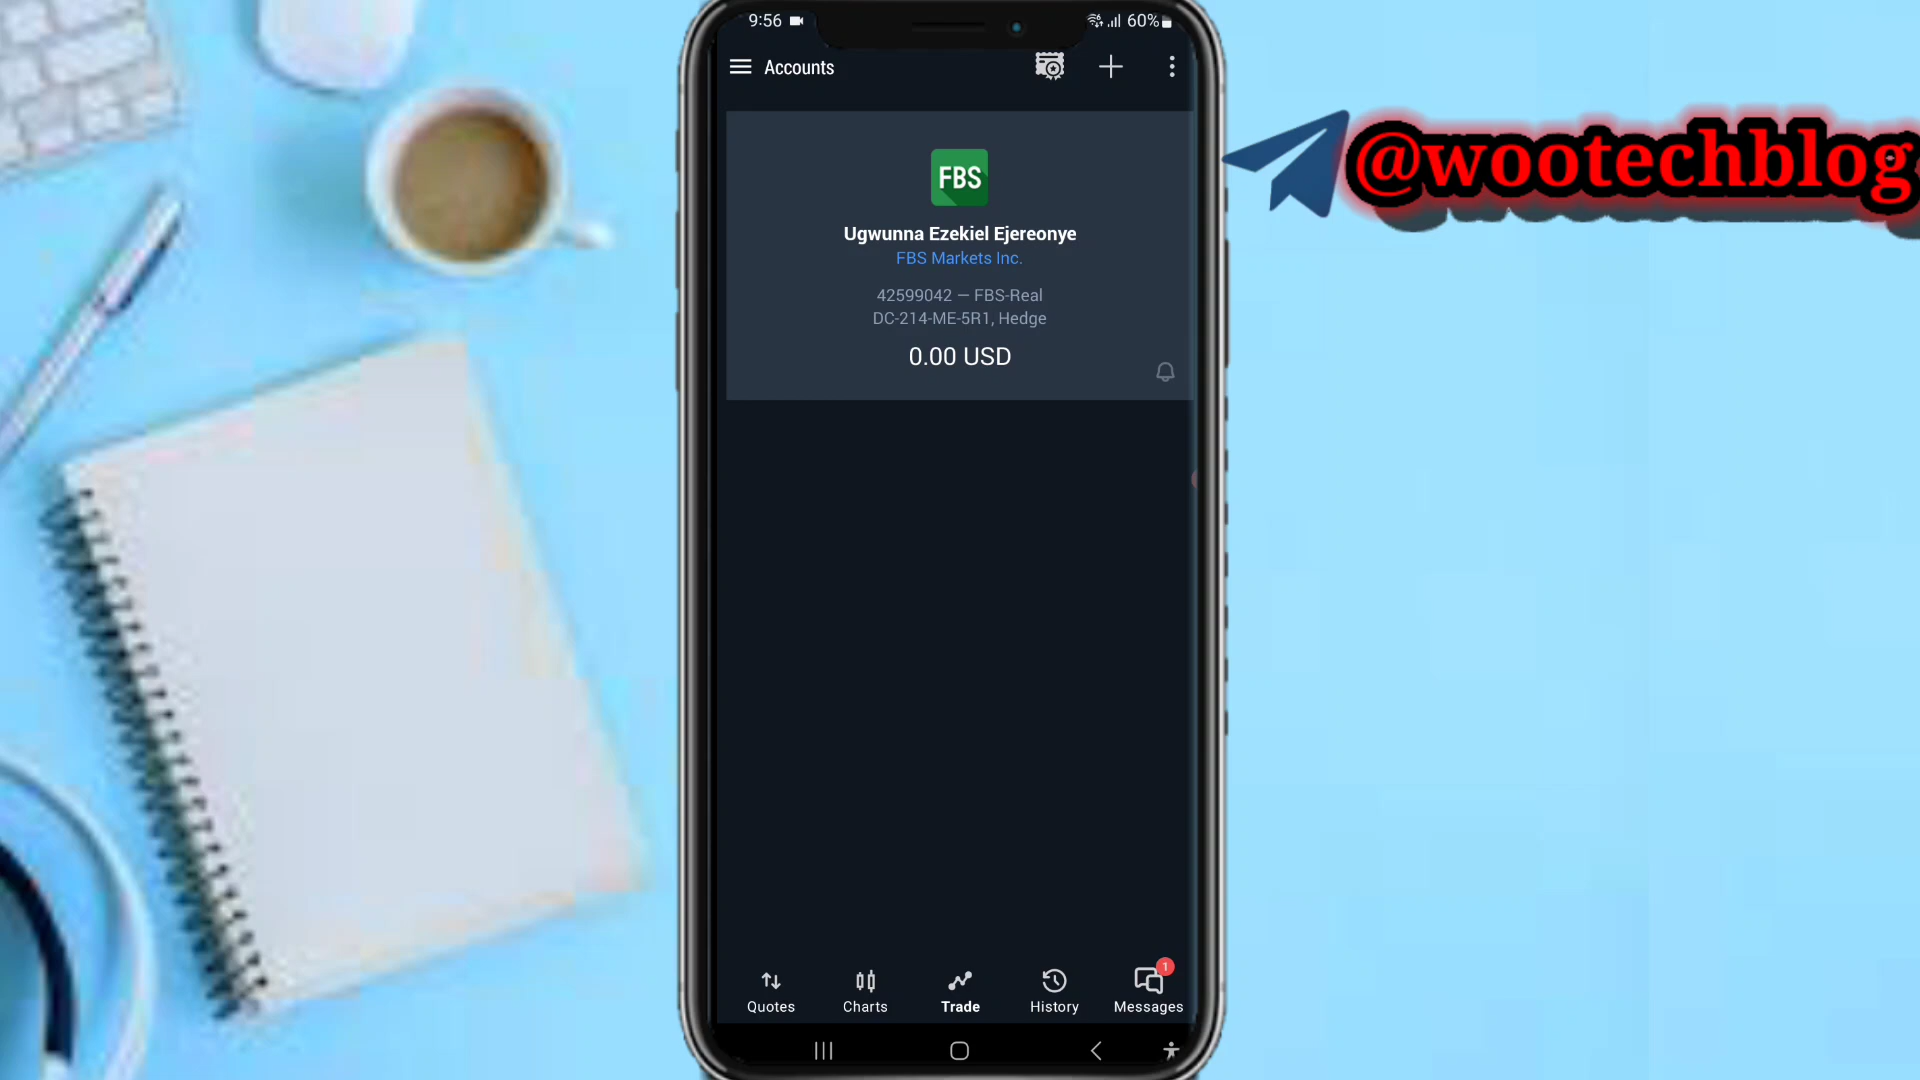 9:56
60%
Accounts
@wootechblog
FBS
Ugwunna Ezekiel Ejereonye
FBS Markets Inc.
42599042 — FBS-Real
DC-214-ME-5R1, Hedge
0.00 USD
1
Quotes
Charts
Trade
History
Messages